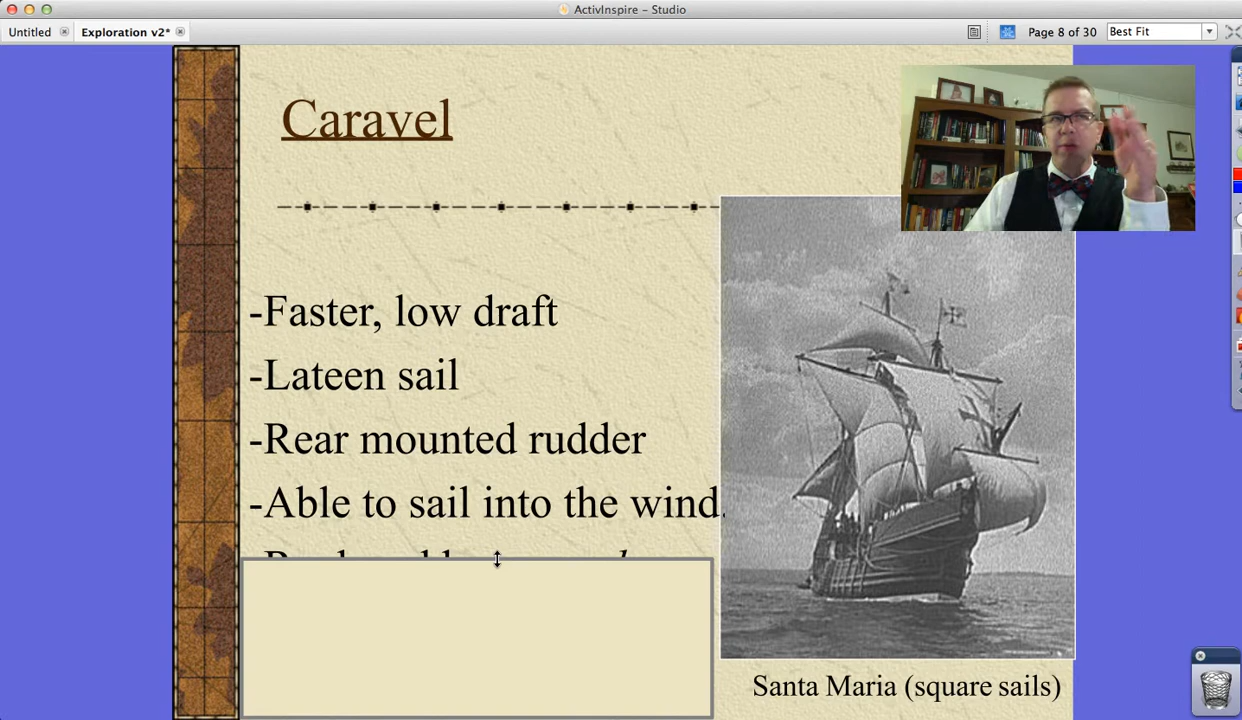 ActivInspire – Studio
Untitled
Exploration v2*
Page 8 of 30
Best Fit
Caravel
-Faster, low draft
-Lateen sail
-Rear mounted rudder
-Able to sail into the wind.
Santa Maria (square sails)